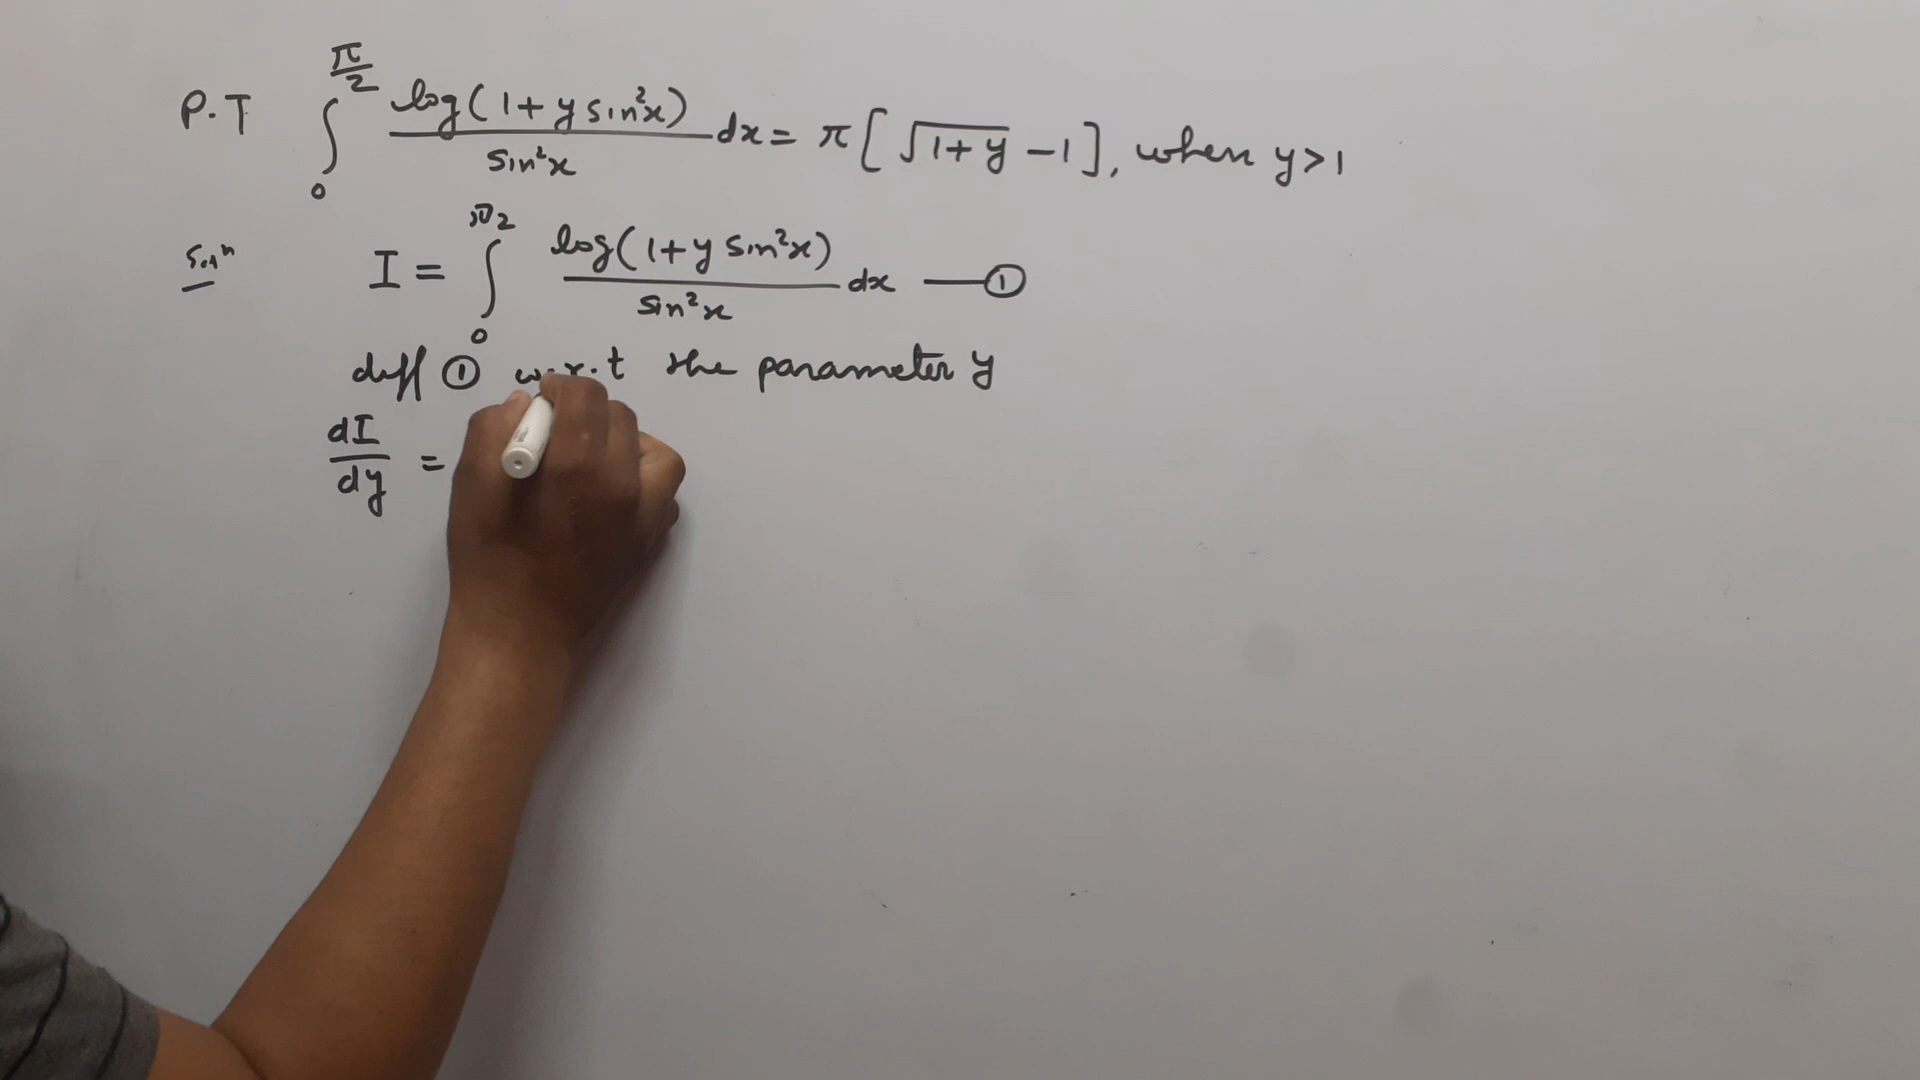 P.T ∫₀^{π/2} log(1+y sin²x)/sin²x dx = π[√(1+y) -1], when y>1
Solⁿ I = ∫₀^{π/2} log(1+y sin²x)/sin²x dx —①
diff ① w.r.t the parameter y
dI/dy =